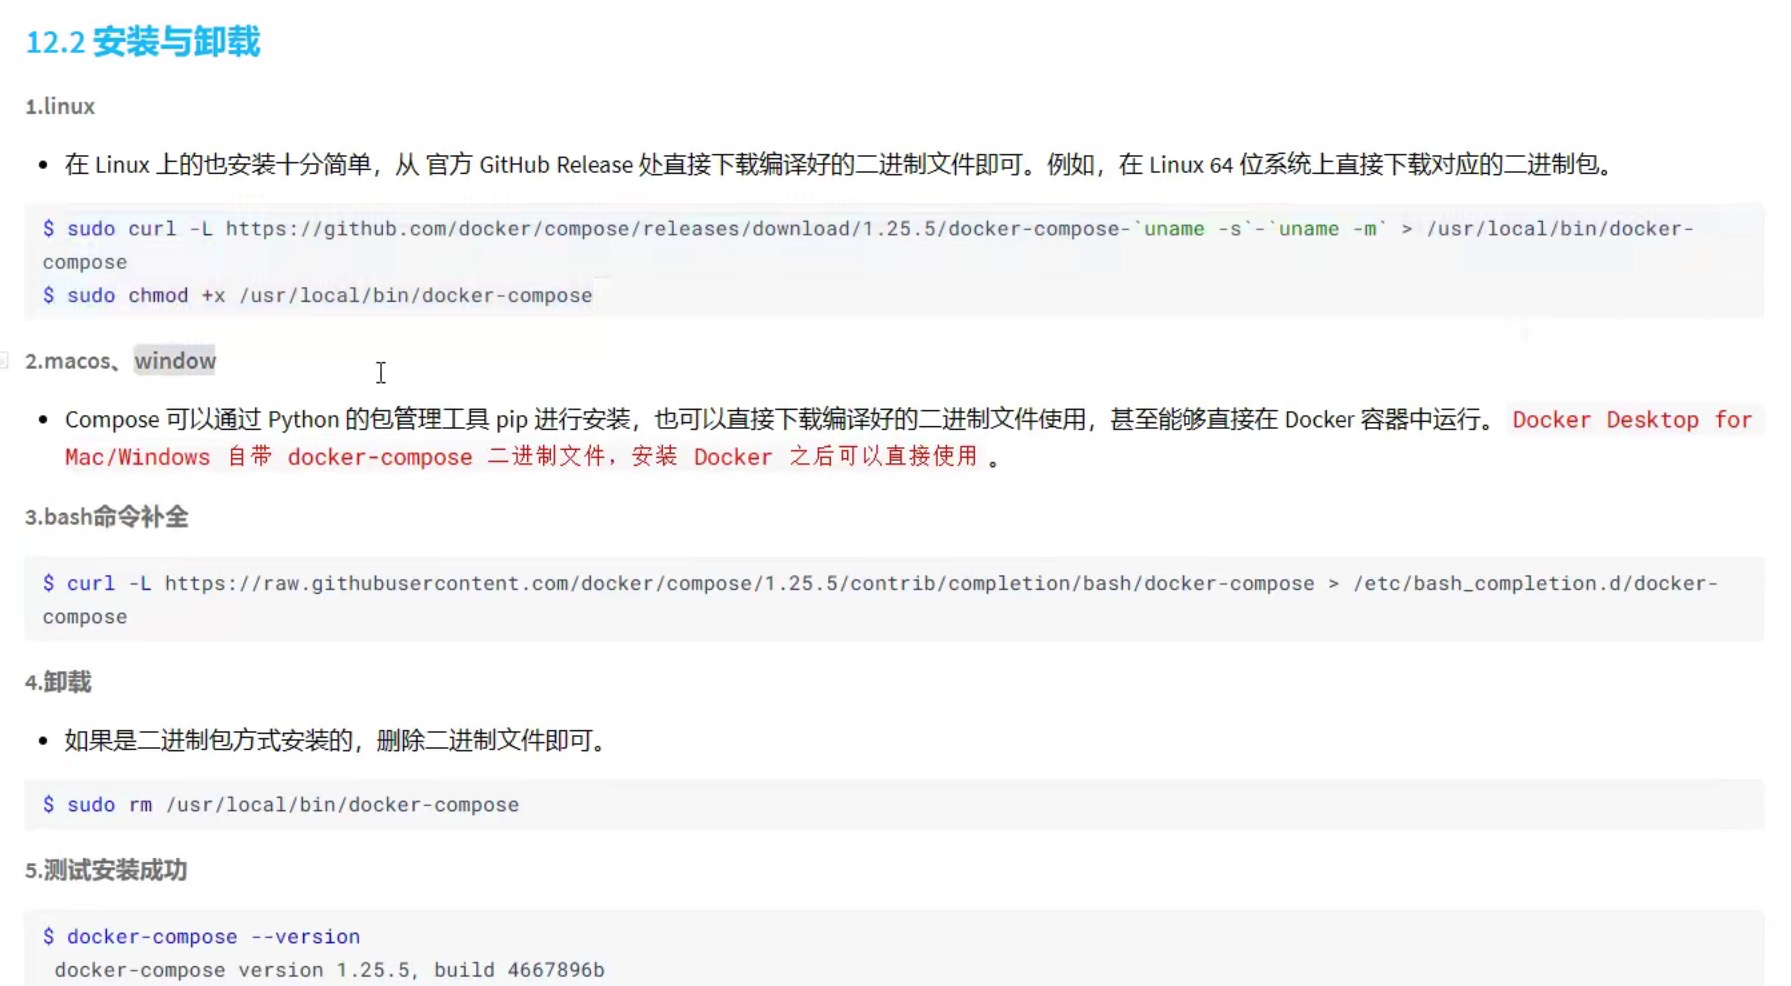 12.2 安装与卸载
1.linux
• 在 Linux 上的也安装十分简单，从 官方 GitHub Release 处直接下载编译好的二进制文件即可。例如，在 Linux 64 位系统上直接下载对应的二进制包。
$ sudo curl -L https://github.com/docker/compose/releases/download/1.25.5/docker-compose-`uname -s`-`uname -m` > /usr/local/bin/docker-
compose
$ sudo chmod +x /usr/local/bin/docker-compose
2.macos、window
• Compose 可以通过 Python 的包管理工具 pip 进行安装，也可以直接下载编译好的二进制文件使用，甚至能够直接在 Docker 容器中运行。Docker Desktop for
Mac/Windows 自带 docker-compose 二进制文件，安装 Docker 之后可以直接使用 。
3.bash命令补全
$ curl -L https://raw.githubusercontent.com/docker/compose/1.25.5/contrib/completion/bash/docker-compose > /etc/bash_completion.d/docker-
compose
4.卸载
• 如果是二进制包方式安装的，删除二进制文件即可。
$ sudo rm /usr/local/bin/docker-compose
5.测试安装成功
$ docker-compose --version
docker-compose version 1.25.5, build 4667896b